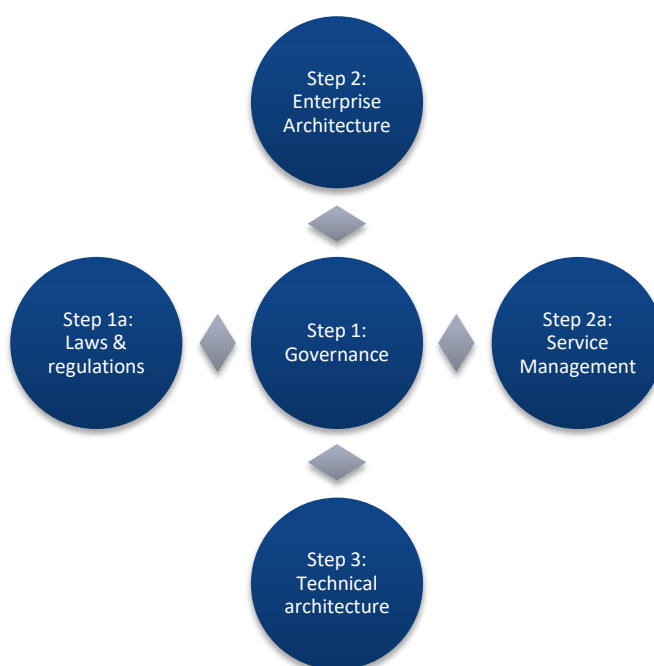 Step 2:
Enterprise
Architecture
Step 1a:
Laws &
regulations
Step 1:
Governance
Step 2a:
Service
Management
Step 3:
Technical
architecture